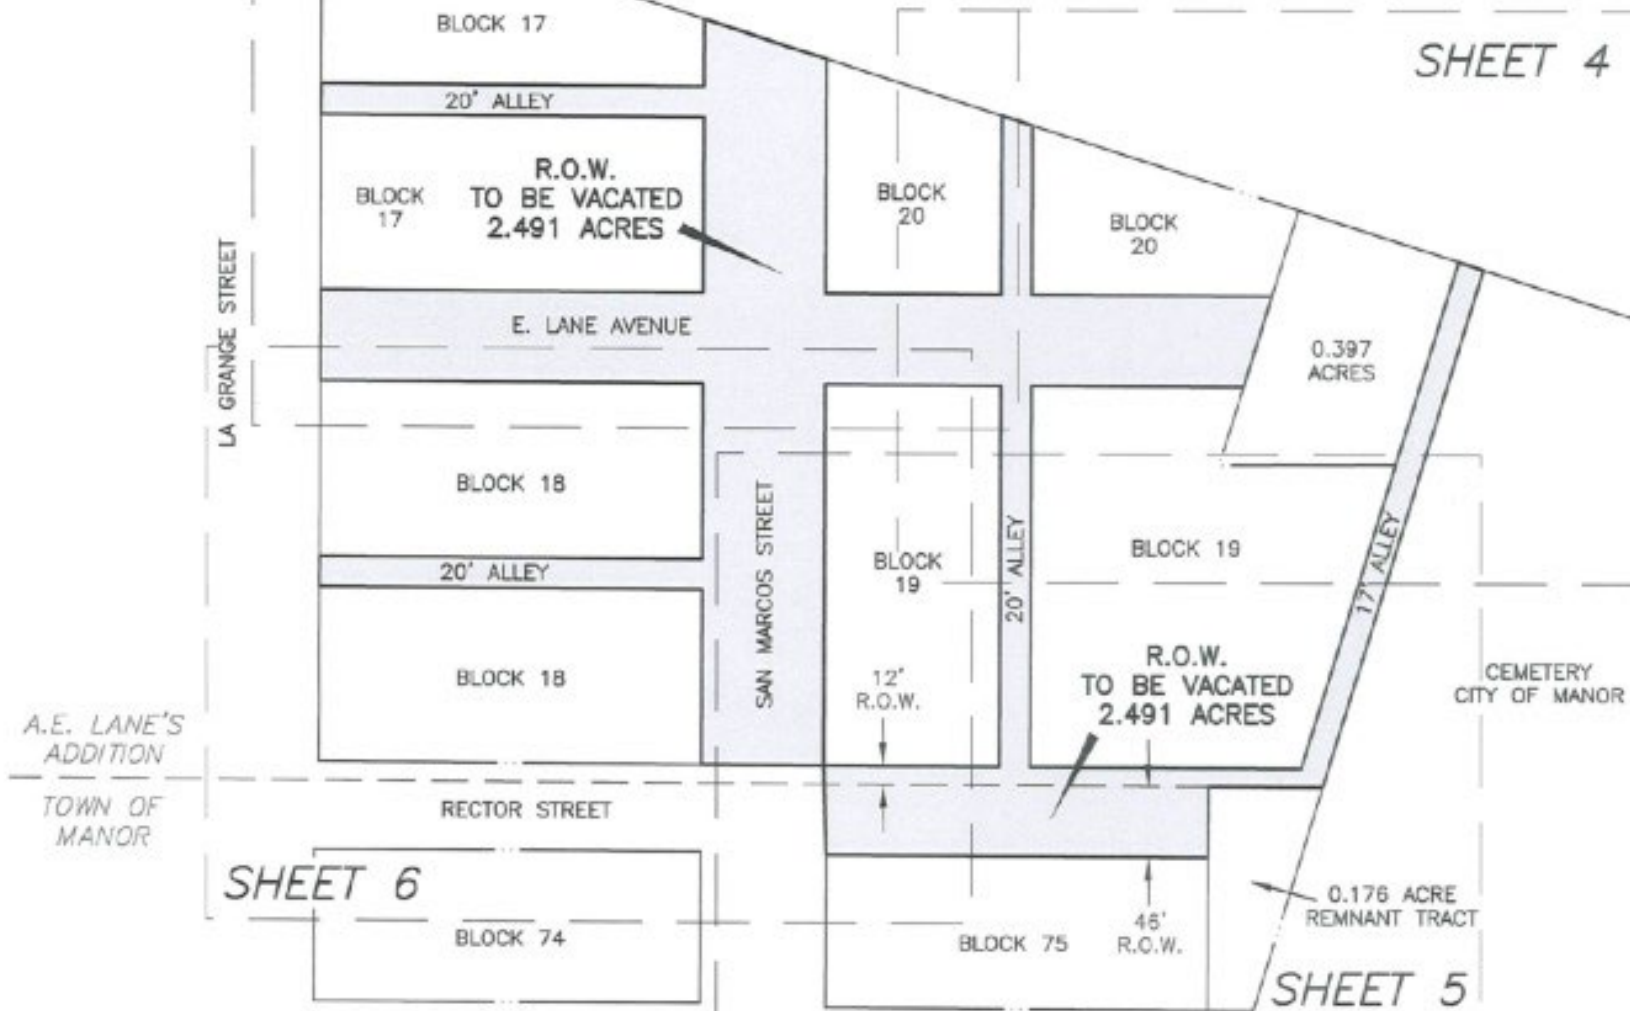 BLOCK 17
SHEET 4
20' ALLEY
R.O.W.
TO BE VACATED
2.491 ACRES
BLOCK
17
BLOCK
20
BLOCK
20
LA GRANGE STREET
E. LANE AVENUE
0.397
ACRES
BLOCK 18
SAN MARCOS STREET
BLOCK
19
20' ALLEY
BLOCK 19
17' ALLEY
20' ALLEY
R.O.W.
TO BE VACATED
2.491 ACRES
BLOCK 18
12'
R.O.W.
CEMETERY
CITY OF MANOR
A.E. LANE'S
ADDITION
TOWN OF
MANOR
RECTOR STREET
SHEET 6
0.176 ACRE
REMNANT TRACT
BLOCK 74
BLOCK 75
46'
R.O.W.
SHEET 5